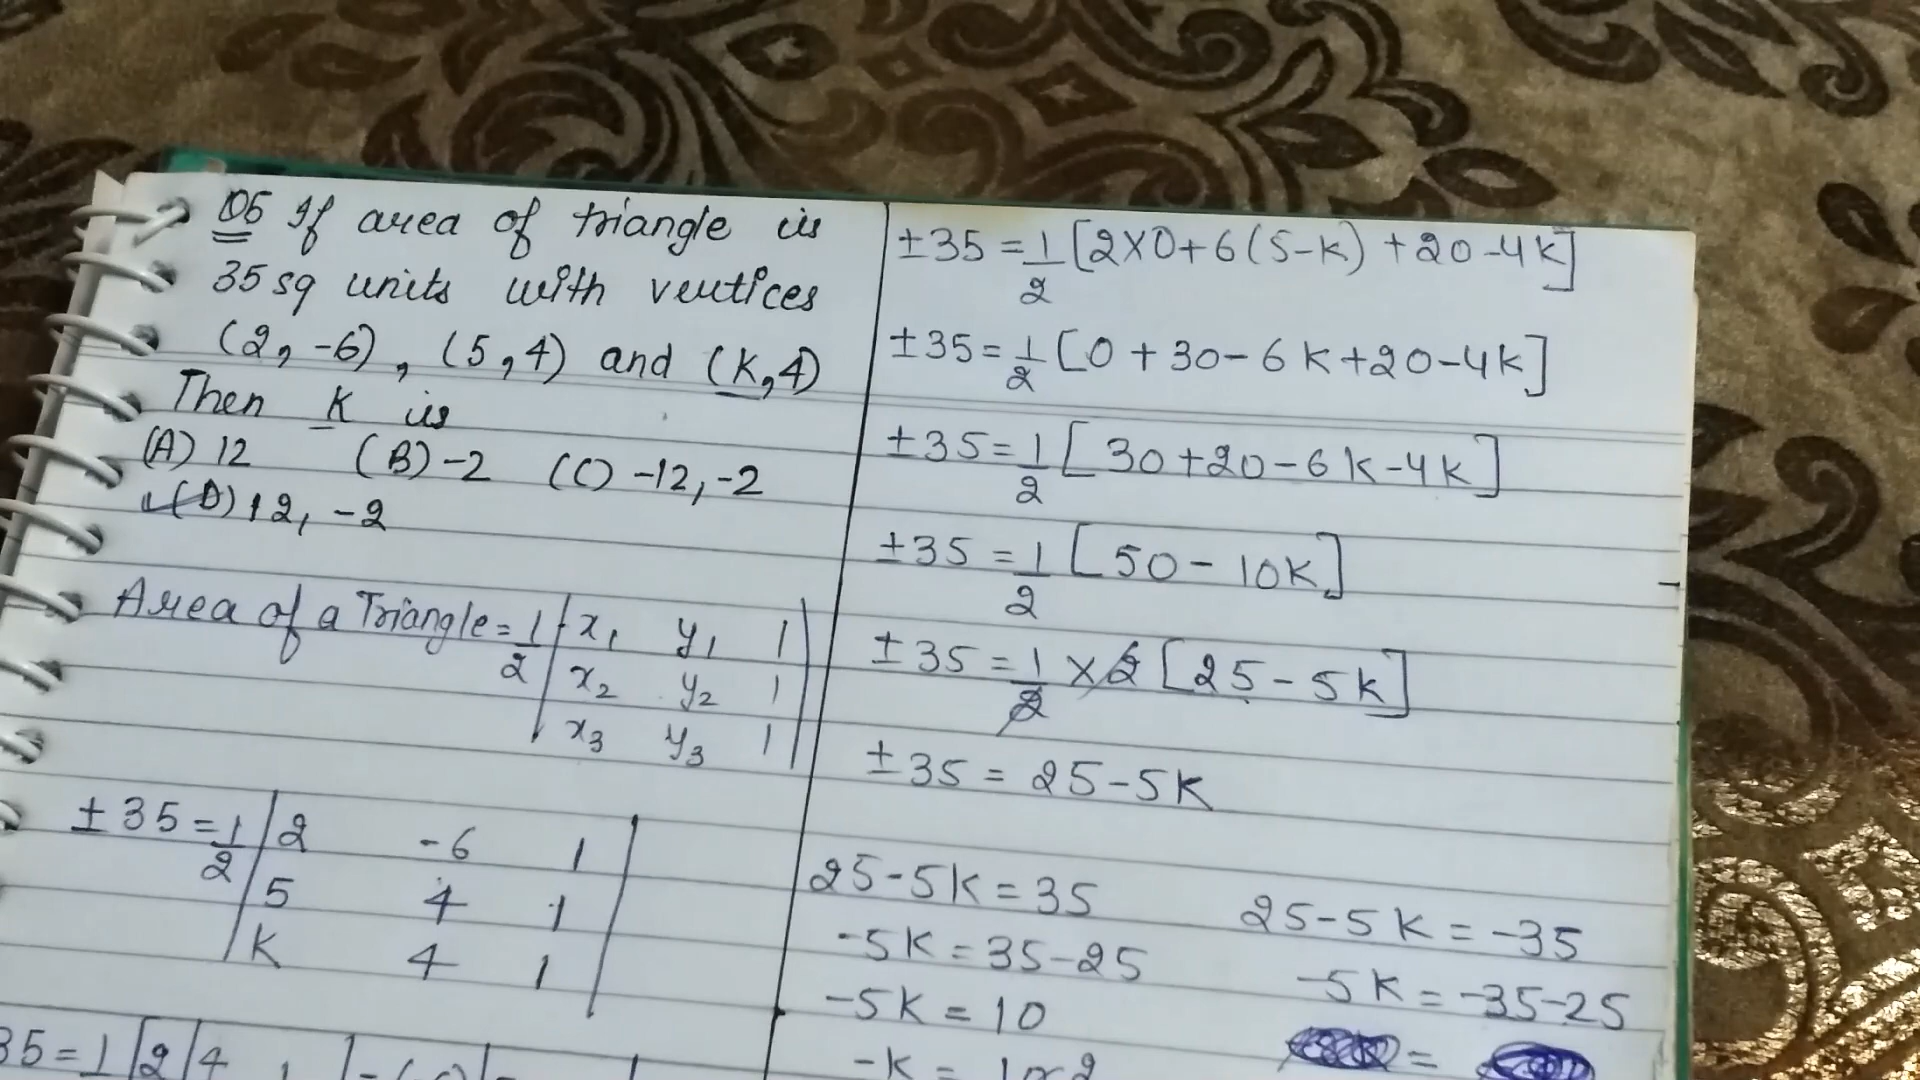 Q5 If area of triangle is
35 sq units with vertices
(2, -6), (5, 4) and (K, 4)
Then K is
(A) 12 (B) -2 (C) -12, -2
(D) 12, -2
Area of a Triangle = 1/2 | x₁ y₁ 1 |
x₂ y₂ 1
x₃ y₃ 1
±35 = 1/2 | 2 -6 1 |
5 4 1
K 4 1
35 = 1 | 2 | 4
±35 = 1/2 [2×0+6(5-K) +20-4K]
±35 = 1/2 [0+30-6K+20-4K]
±35 = 1/2 [30+20-6K-4K]
±35 = 1/2 [50-10K]
±35 = 1/2 ×2 [25-5K]
±35 = 25-5K
25-5K = 35
-5K = 35-25
-5K = 10
-K =
25-5K = -35
-5K = -35-25
=